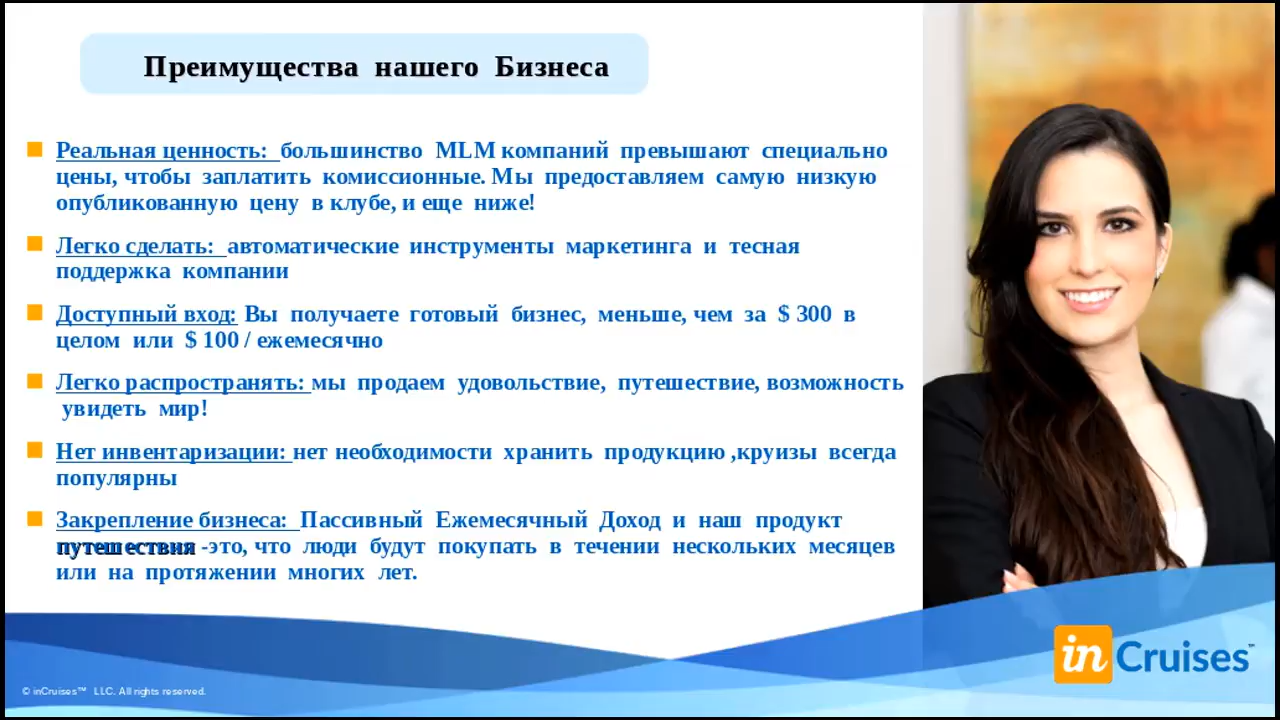 Преимущества нашего Бизнеса
Реальная ценность: большинство MLM компаний превышают специально
цены, чтобы заплатить комиссионные. Мы предоставляем самую низкую
опубликованную цену в клубе, и еще ниже!
Легко сделать: автоматические инструменты маркетинга и тесная
поддержка компании
Доступный вход: Вы получаете готовый бизнес, меньше, чем за $ 300 в
целом или $ 100 / ежемесячно
Легко распространять: мы продаем удовольствие, путешествие, возможность
увидеть мир!
Нет инвентаризации: нет необходимости хранить продукцию ,круизы всегда
популярны
Закрепление бизнеса: Пассивный Ежемесячный Доход и наш продукт
путешествия -это, что люди будут покупать в течении нескольких месяцев
или на протяжении многих лет.
in Cruises™
© inCruises™ LLC. All rights reserved.